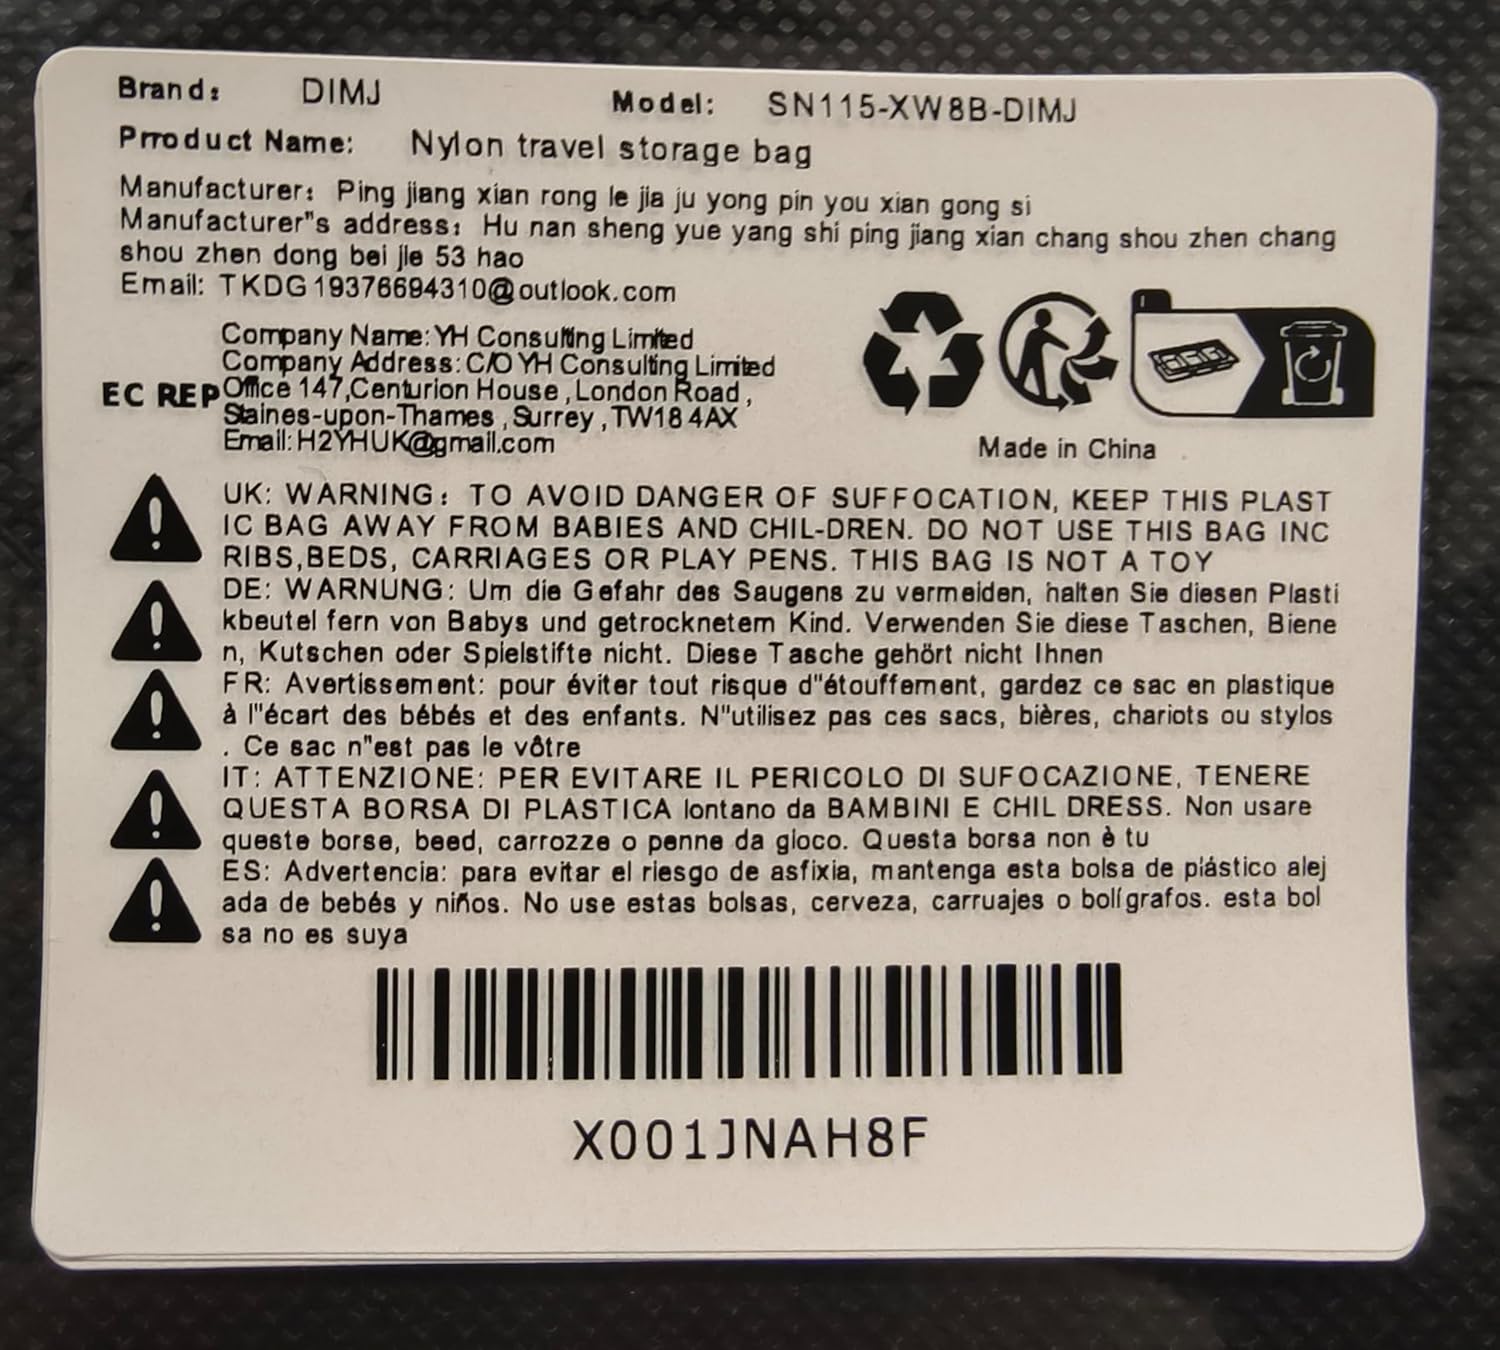 Brand: DIMJ Model: SN115-XW8B-DIMJ
Prroduct Name: Nylon travel storage bag
Manufacturer: Ping jiang xian rong le jia ju yong pin you xian gong si
Manufacturer"s address: Hu nan sheng yue yang shi ping jiang xian chang shou zhen chang
shou zhen dong bei jie 53 hao
Email: TKDG19376694310@outlook.com
Company Name:YH Consulting Limited
Company Address:C/O YH Consulting Limited
EC REP Office 147,Centurion House,London Road,
Staines-upon-Thames,Surrey,TW18 4AX
Email:H2YHUK@gmail.com
Made in China
UK: WARNING: TO AVOID DANGER OF SUFFOCATION, KEEP THIS PLAST
IC BAG AWAY FROM BABIES AND CHIL-DREN. DO NOT USE THIS BAG INC
RIBS,BEDS, CARRIAGES OR PLAY PENS. THIS BAG IS NOT A TOY
DE: WARNUNG: Um die Gefahr des Saugens zu vermeiden, halten Sie diesen Plasti
kbeutel fern von Babys und getrocknetem Kind. Verwenden Sie diese Taschen, Biene
n, Kutschen oder Spielstifte nicht. Diese Tasche gehört nicht Ihnen
FR: Avertissement: pour éviter tout risque d"étouffement, gardez ce sac en plastique
à l"écart des bébés et des enfants. N"utilisez pas ces sacs, bières, chariots ou stylos
. Ce sac n"est pas le vôtre
IT: ATTENZIONE: PER EVITARE IL PERICOLO DI SUFOCAZIONE, TENERE
QUESTA BORSA DI PLASTICA lontano da BAMBINI E CHIL DRESS. Non usare
queste borse, beed, carrozze o penne da gioco. Questa borsa non è tu
ES: Advertencia: para evitar el riesgo de asfixia, mantenga esta bolsa de plástico alej
ada de bebés y niños. No use estas bolsas, cerveza, carruajes o bolígrafos. esta bol
sa no es suya
X001JNAH8F